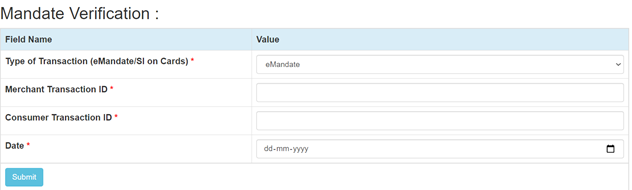 Mandate Verification :
Field Name Value
Type of Transaction (eMandate/SI on Cards) * eMandate
Merchant Transaction ID *
Consumer Transaction ID *
Date * dd-mm-yyyy
Submit